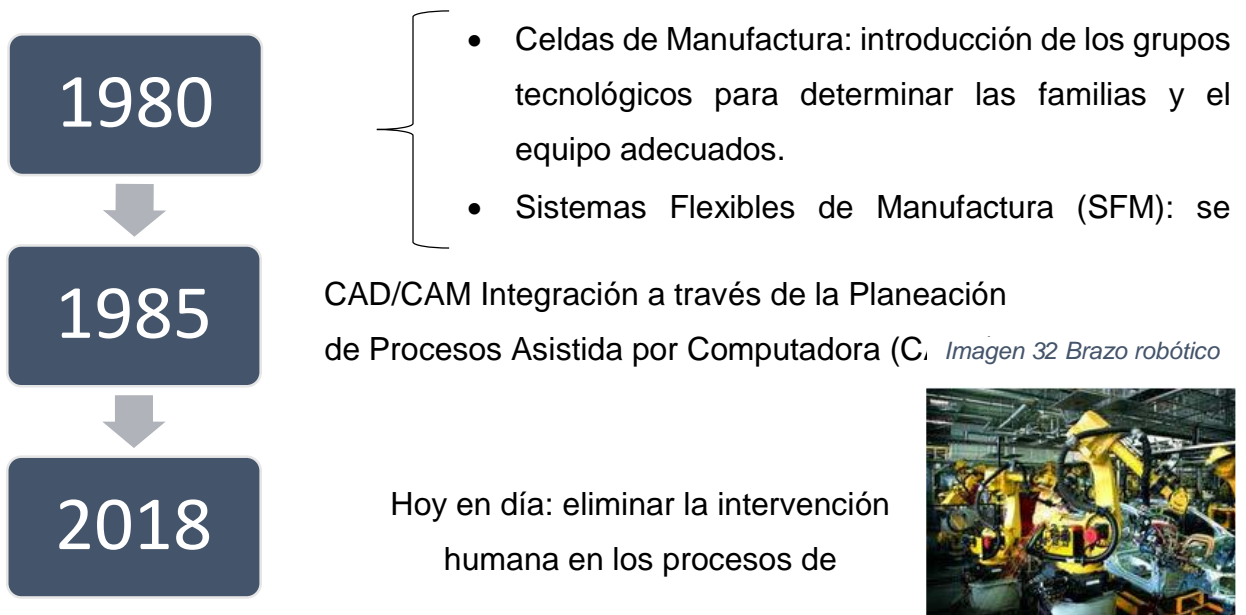 1980
• Celdas de Manufactura: introducción de los grupos
tecnológicos para determinar las familias y el
equipo adecuados.
• Sistemas Flexibles de Manufactura (SFM): se
1985
CAD/CAM Integración a través de la Planeación
de Procesos Asistida por Computadora (C
Imagen 32 Brazo robótico
2018
Hoy en día: eliminar la intervención
humana en los procesos de